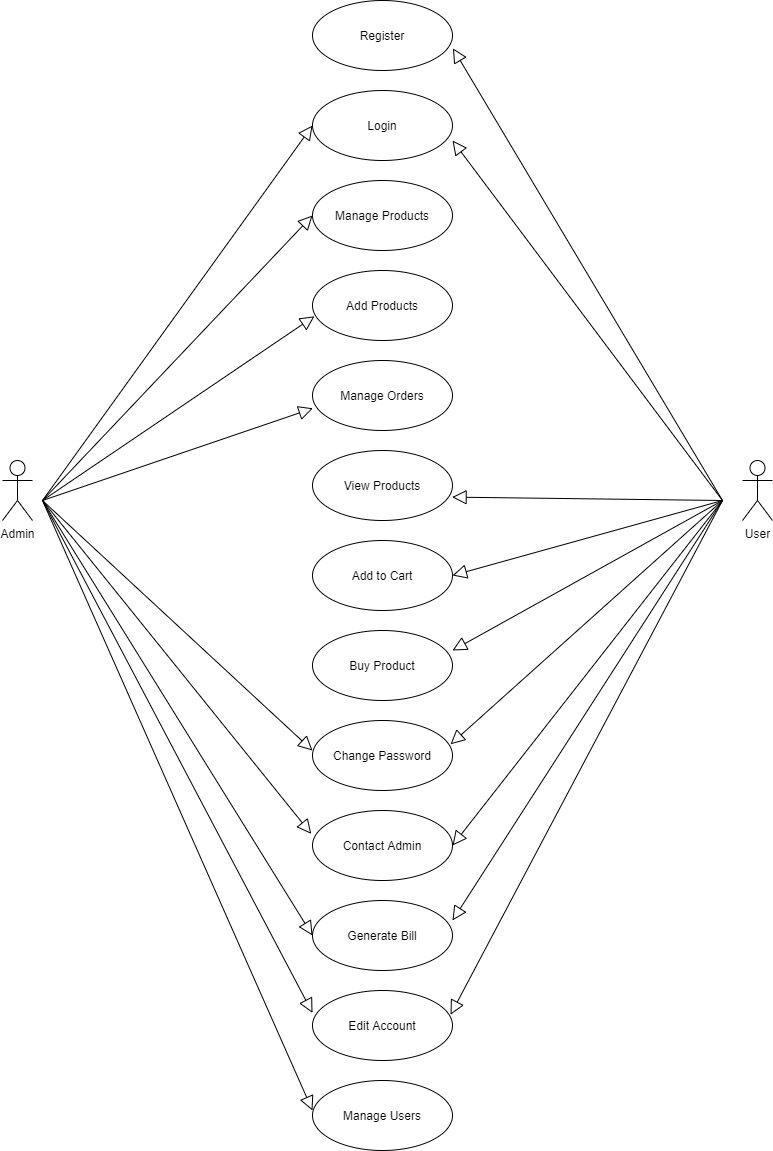 Register
Login
Manage Products
Add Products
Manage Orders
View Products
Admin
User
Add to Cart
Buy Product
Change Password
Contact Admin
Generate Bill
Edit Account
Manage Users